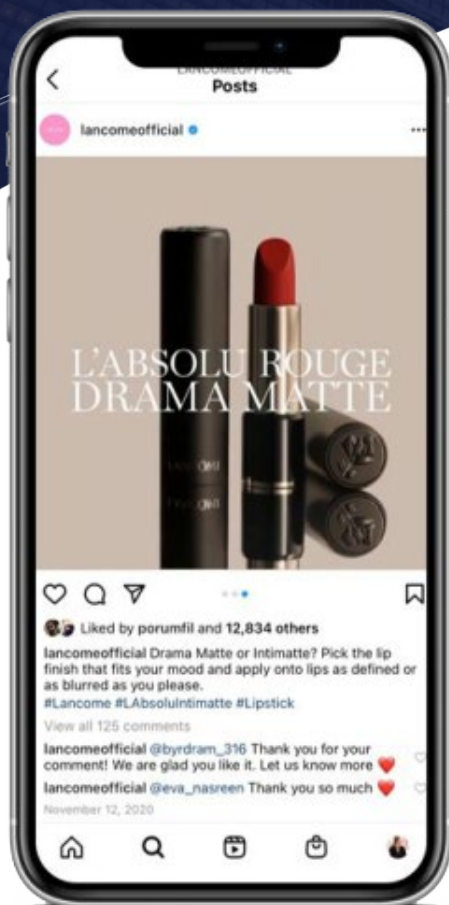 LANCOMEOFFICIAL
Posts
lancomeofficial
L'ABSOLU ROUGE
DRAMA MATTE
LANCÔME
Liked by porumfil and 12,834 others
lancomeofficial Drama Matte or Intimatte? Pick the lip
finish that fits your mood and apply onto lips as defined or
as blurred as you please.
#Lancome #LAbsoluIntimatte #Lipstick
View all 125 comments
lancomeofficial @byrdram_316 Thank you for your
comment! We are glad you like it. Let us know more ❤️
lancomeofficial @eva_nasreen Thank you so much ❤️
November 12, 2020